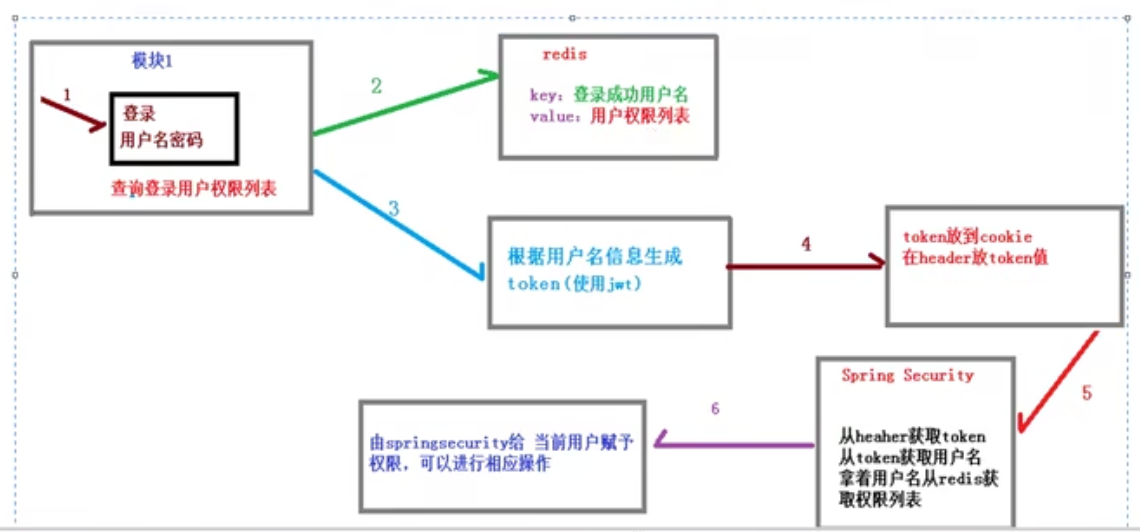 模块1
1
登录
用户名密码
查询登录用户权限列表
2
redis
key：登录成功用户名
value：用户权限列表
3
根据用户名信息生成
token(使用jwt)
4
token放到cookie
在header放token值
5
Spring Security
从heaher获取token
从token获取用户名
拿着用户名从redis获
取权限列表
6
由springsecurity给 当前用户赋予
权限，可以进行相应操作